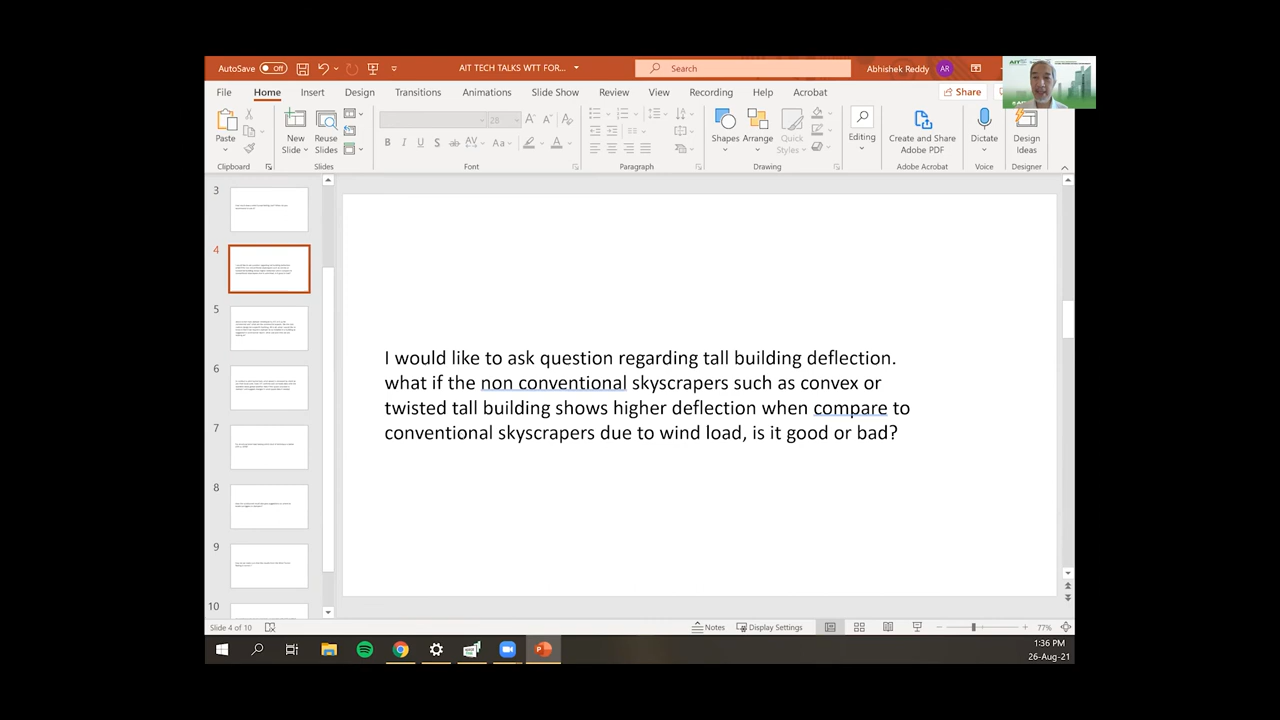 AutoSave Off AIT TECH TALKS WTT FOR... Search Abhishek Reddy AR
File Home Insert Design Transitions Animations Slide Show Review View Recording Help Acrobat Share
Paste New Slide Reuse Slides 28 Shapes Arrange Quick Styles Editing Create and Share Adobe PDF Dictate Design Ideas
Clipboard Slides Font Paragraph Drawing Adobe Acrobat Voice Designer
3
4
5
6
7
8
9
10
I would like to ask question regarding tall building deflection.
what if the non conventional skyscrapers such as convex or
twisted tall building shows higher deflection when compare to
conventional skyscrapers due to wind load, is it good or bad?
Slide 4 of 10 Notes Display Settings 77%
1:36 PM
26-Aug-21